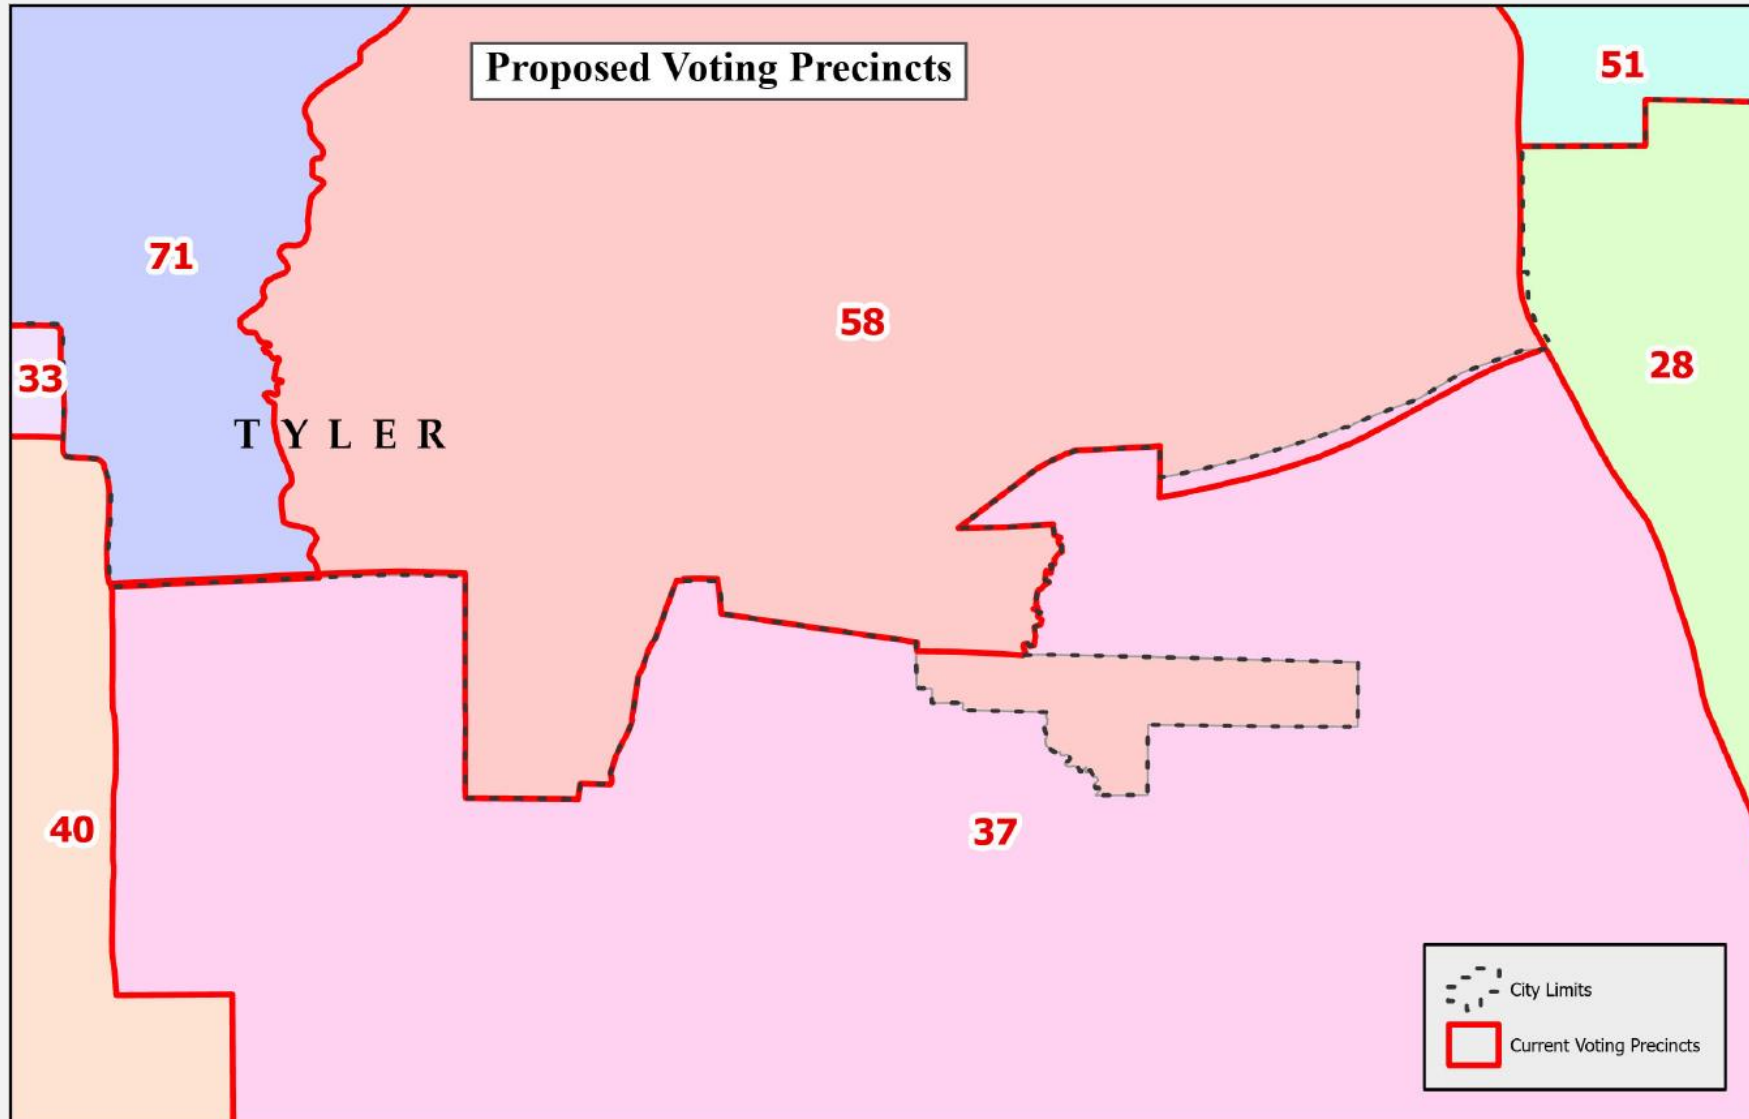 Proposed Voting Precincts
51
71
58
28
33
TYLER
40
37
City Limits
Current Voting Precincts